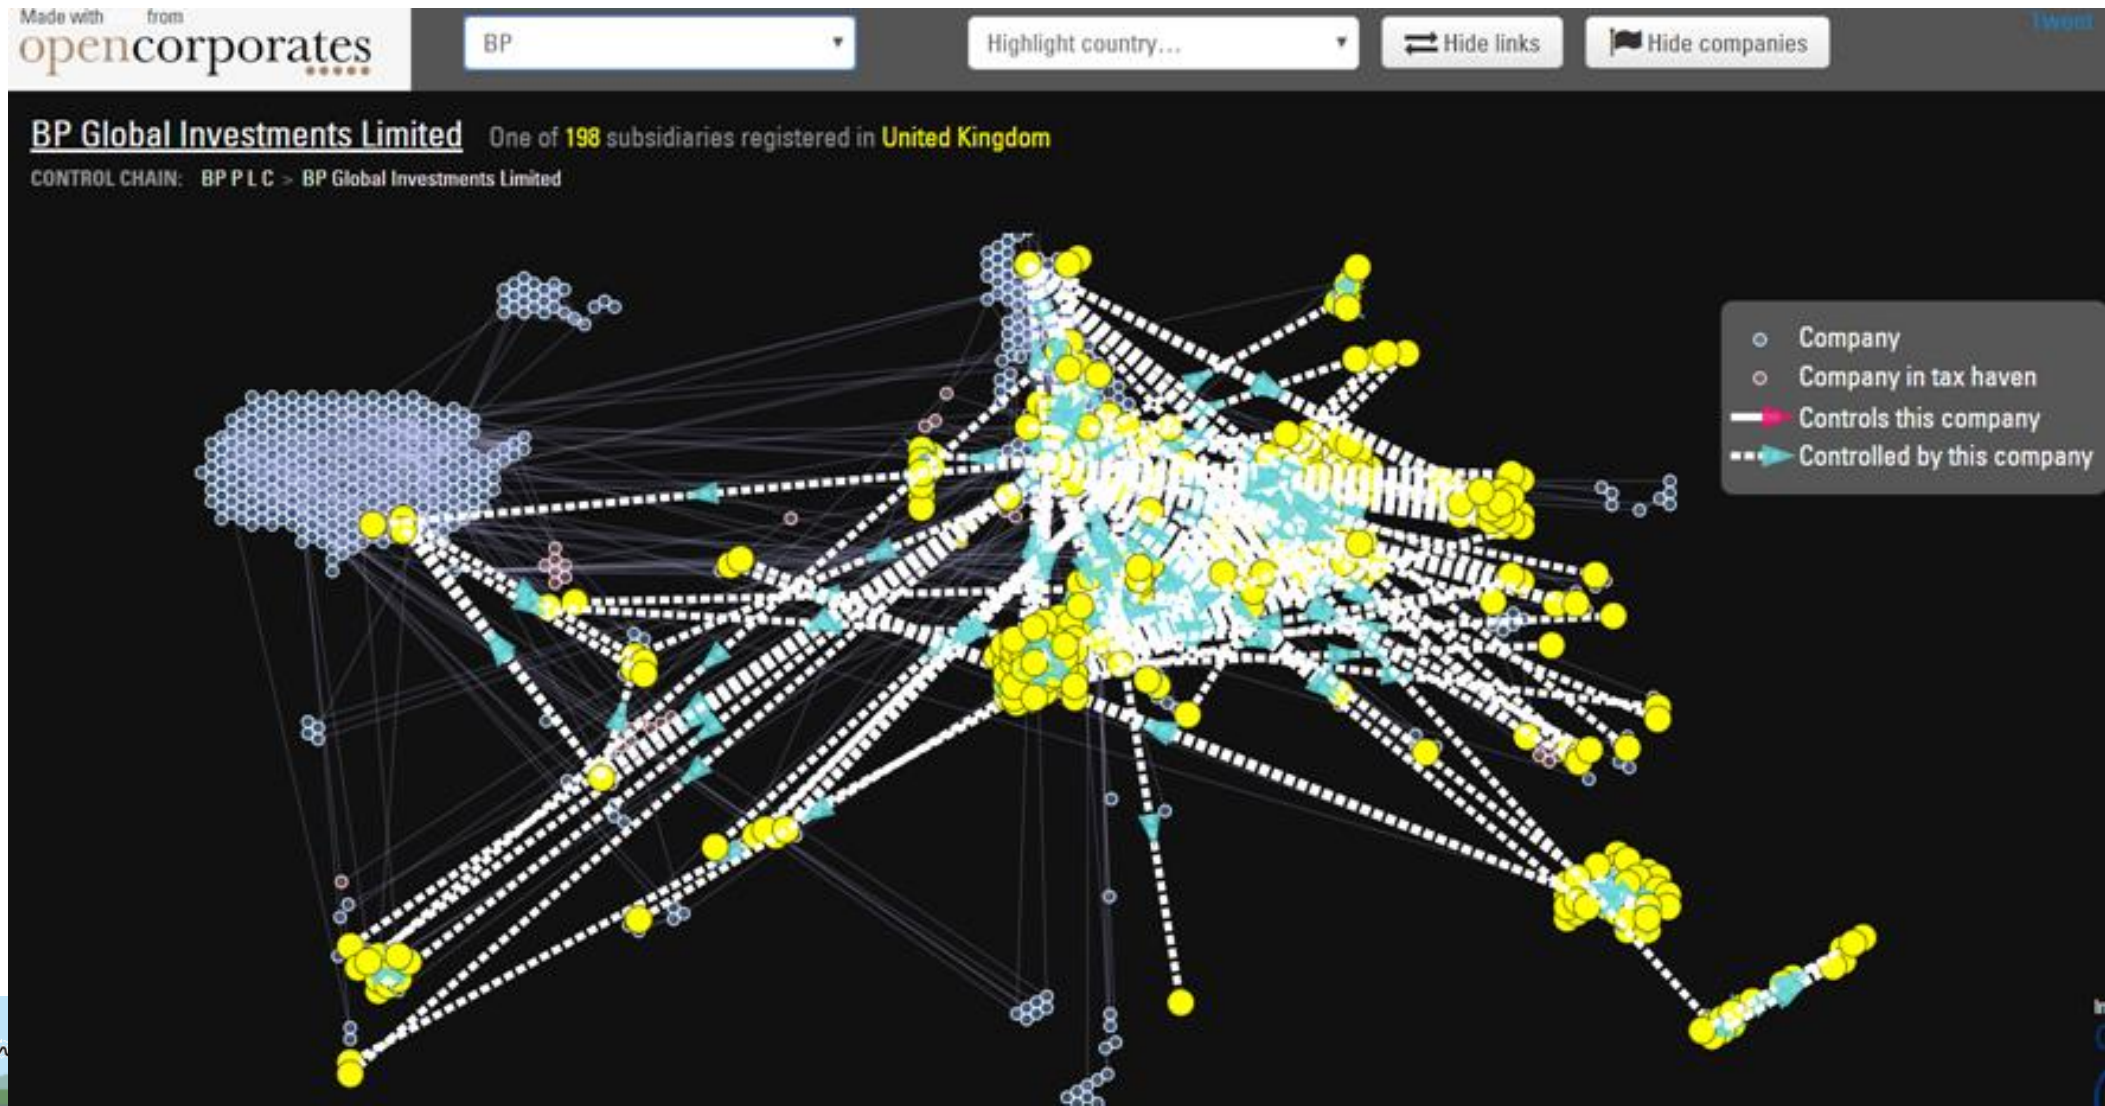 Made with from
opencorporates
BP
Highlight country...
Hide links
Hide companies
Tweet
BP Global Investments Limited One of 198 subsidiaries registered in United Kingdom
CONTROL CHAIN: BP P L C > BP Global Investments Limited
Company
Company in tax haven
Controls this company
Controlled by this company